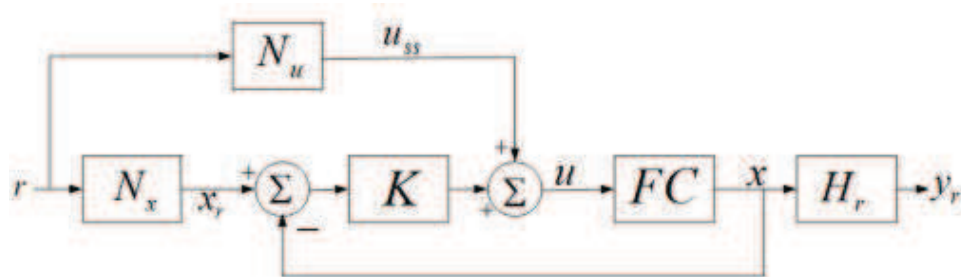 N_u
u_ss
r
N_x
x_r
+
Σ
−
K
+
+
Σ
u
FC
x
H_r
y_r